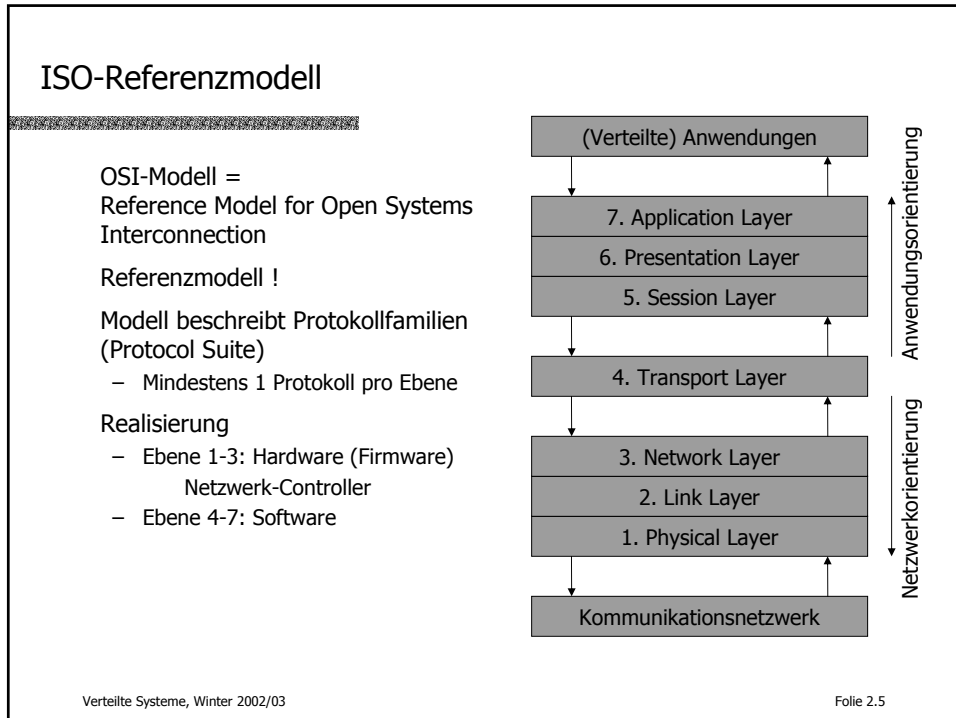 ISO-Referenzmodell
OSI-Modell =
Reference Model for Open Systems
Interconnection
Referenzmodell !
Modell beschreibt Protokollfamilien
(Protocol Suite)
– Mindestens 1 Protokoll pro Ebene
Realisierung
– Ebene 1-3: Hardware (Firmware)
Netzwerk-Controller
– Ebene 4-7: Software
(Verteilte) Anwendungen
7. Application Layer
6. Presentation Layer
5. Session Layer
4. Transport Layer
3. Network Layer
2. Link Layer
1. Physical Layer
Kommunikationsnetzwerk
Anwendungsorientierung
Netzwerkorientierung
Verteilte Systeme, Winter 2002/03
Folie 2.5